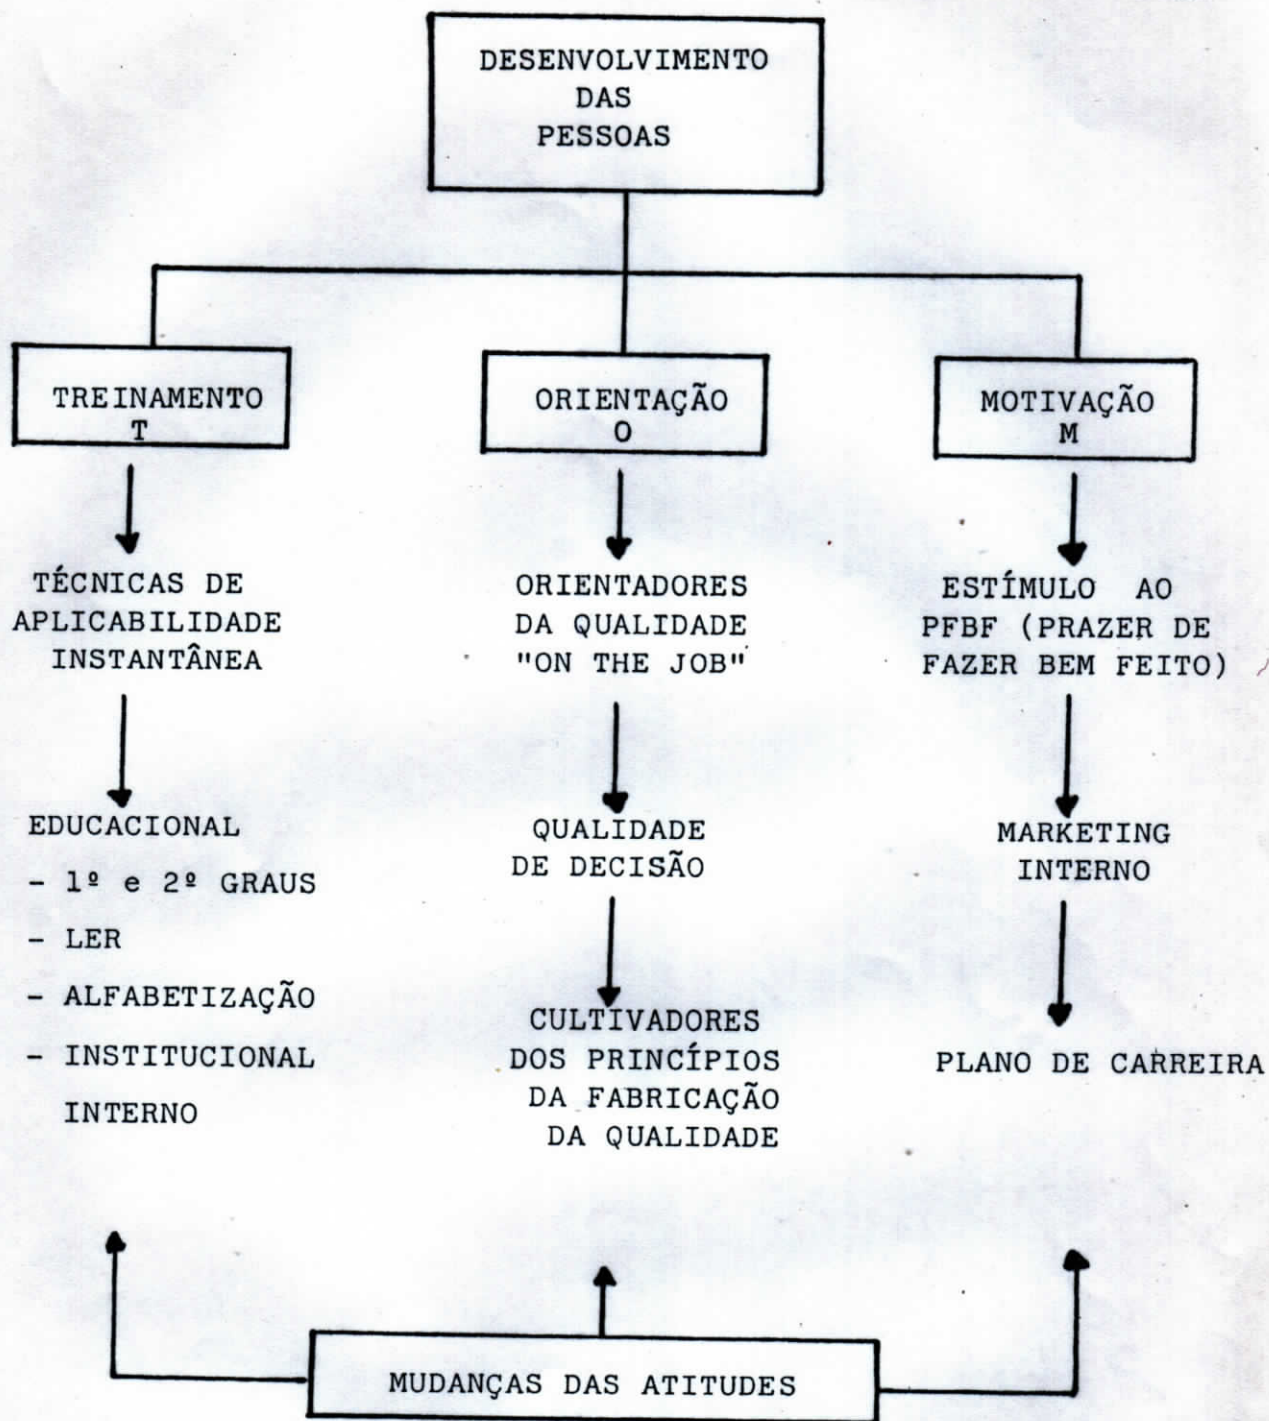 DESENVOLVIMENTO
DAS
PESSOAS
TREINAMENTO
T
ORIENTAÇÃO
O
MOTIVAÇÃO
M
TÉCNICAS DE
APLICABILIDADE
INSTANTÂNEA
EDUCACIONAL
- 1º e 2º GRAUS
- LER
- ALFABETIZAÇÃO
- INSTITUCIONAL
INTERNO
ORIENTADORES
DA QUALIDADE
"ON THE JOB"
QUALIDADE
DE DECISÃO
CULTIVADORES
DOS PRINCÍPIOS
DA FABRICAÇÃO
DA QUALIDADE
ESTÍMULO AO
PFBF (PRAZER DE
FAZER BEM FEITO)
MARKETING
INTERNO
PLANO DE CARREIRA
MUDANÇAS DAS ATITUDES